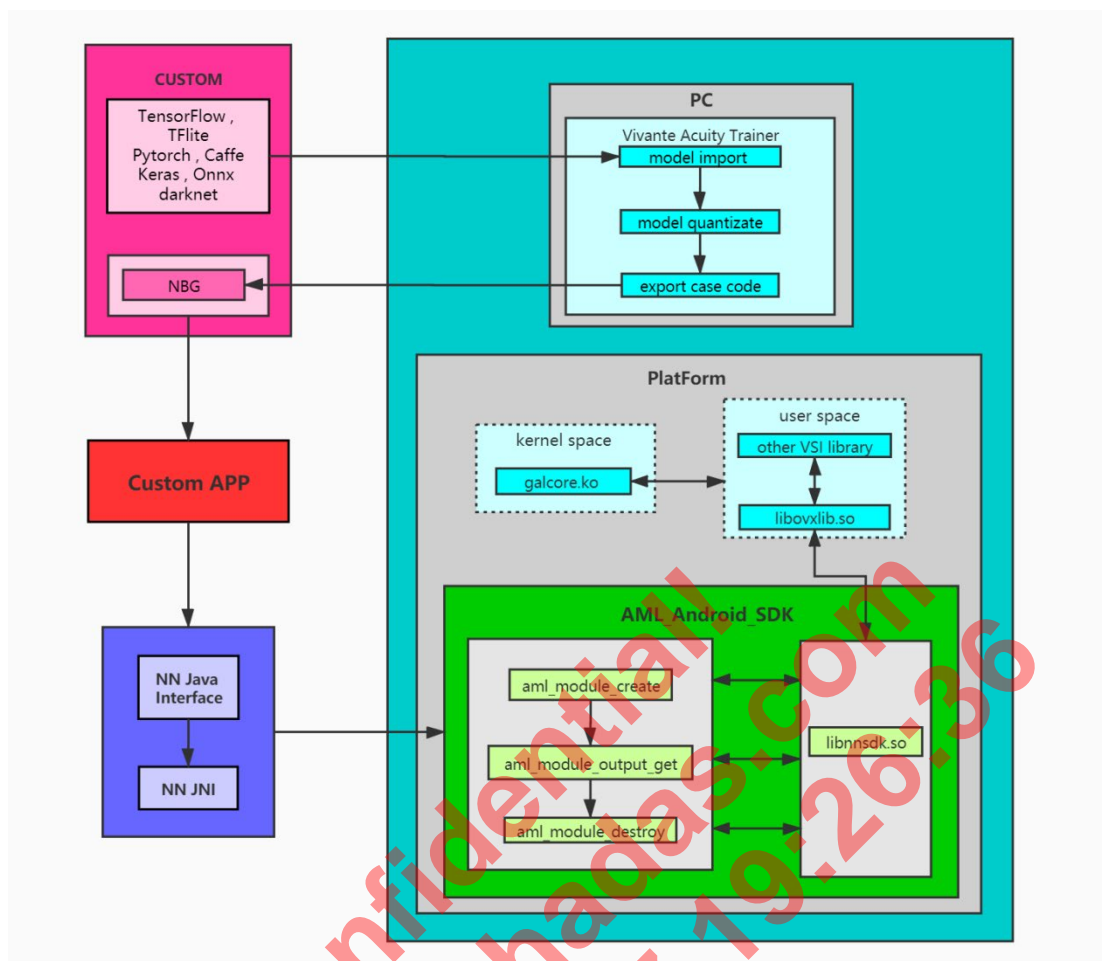 CUSTOM
TensorFlow ,
TFlite
Pytorch , Caffe
Keras , Onnx
darknet
NBG
Custom APP
NN Java
Interface
NN JNI
PC
Vivante Acuity Trainer
model import
model quantizate
export case code
PlatForm
kernel space
galcore.ko
user space
other VSI library
libovxlib.so
AML_Android_SDK
aml_module_create
aml_module_output_get
aml_module_destroy
libnnsdk.so
nfidential!
hadas.com
19:26:36